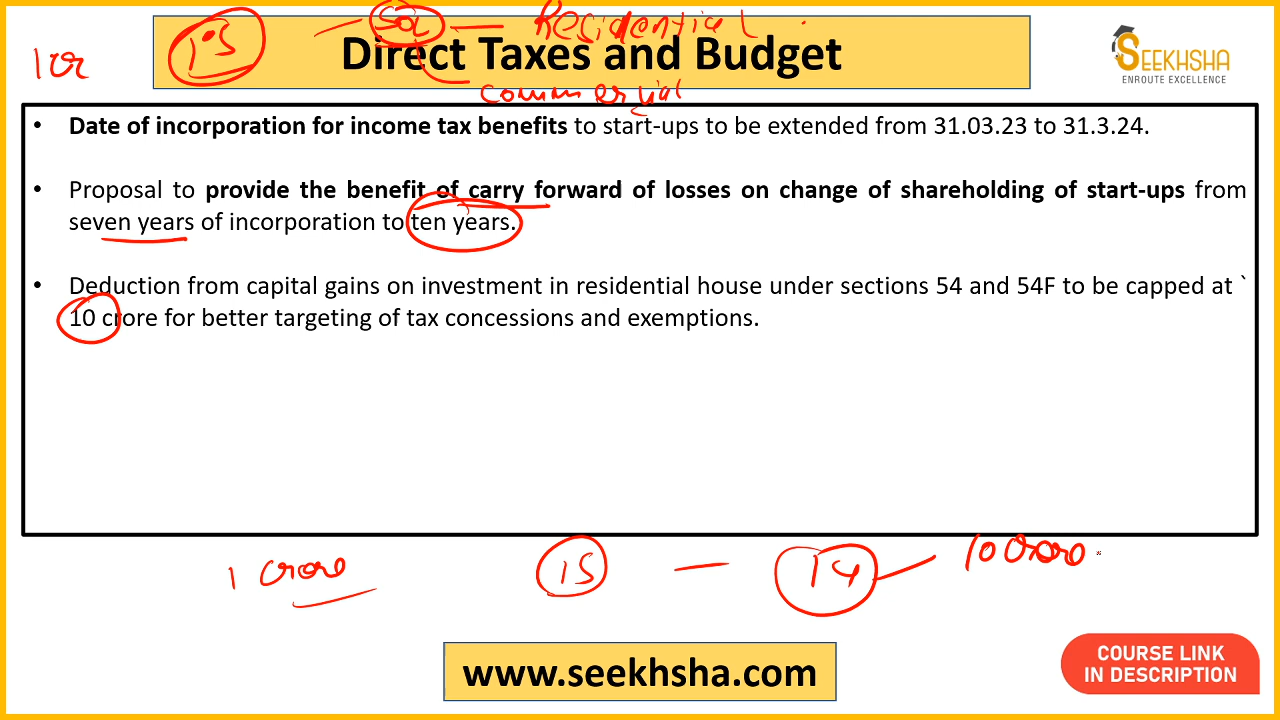 Residential
1 cr
15
Direct Taxes and Budget
SEEKHSHA
ENROUTE EXCELLENCE
commercial
• Date of incorporation for income tax benefits to start-ups to be extended from 31.03.23 to 31.3.24.
• Proposal to provide the benefit of carry forward of losses on change of shareholding of start-ups from
seven years of incorporation to ten years.
• Deduction from capital gains on investment in residential house under sections 54 and 54F to be capped at `
10 crore for better targeting of tax concessions and exemptions.
1 crore 15 — 14 — 10 crore
www.seekhsha.com
COURSE LINK
IN DESCRIPTION